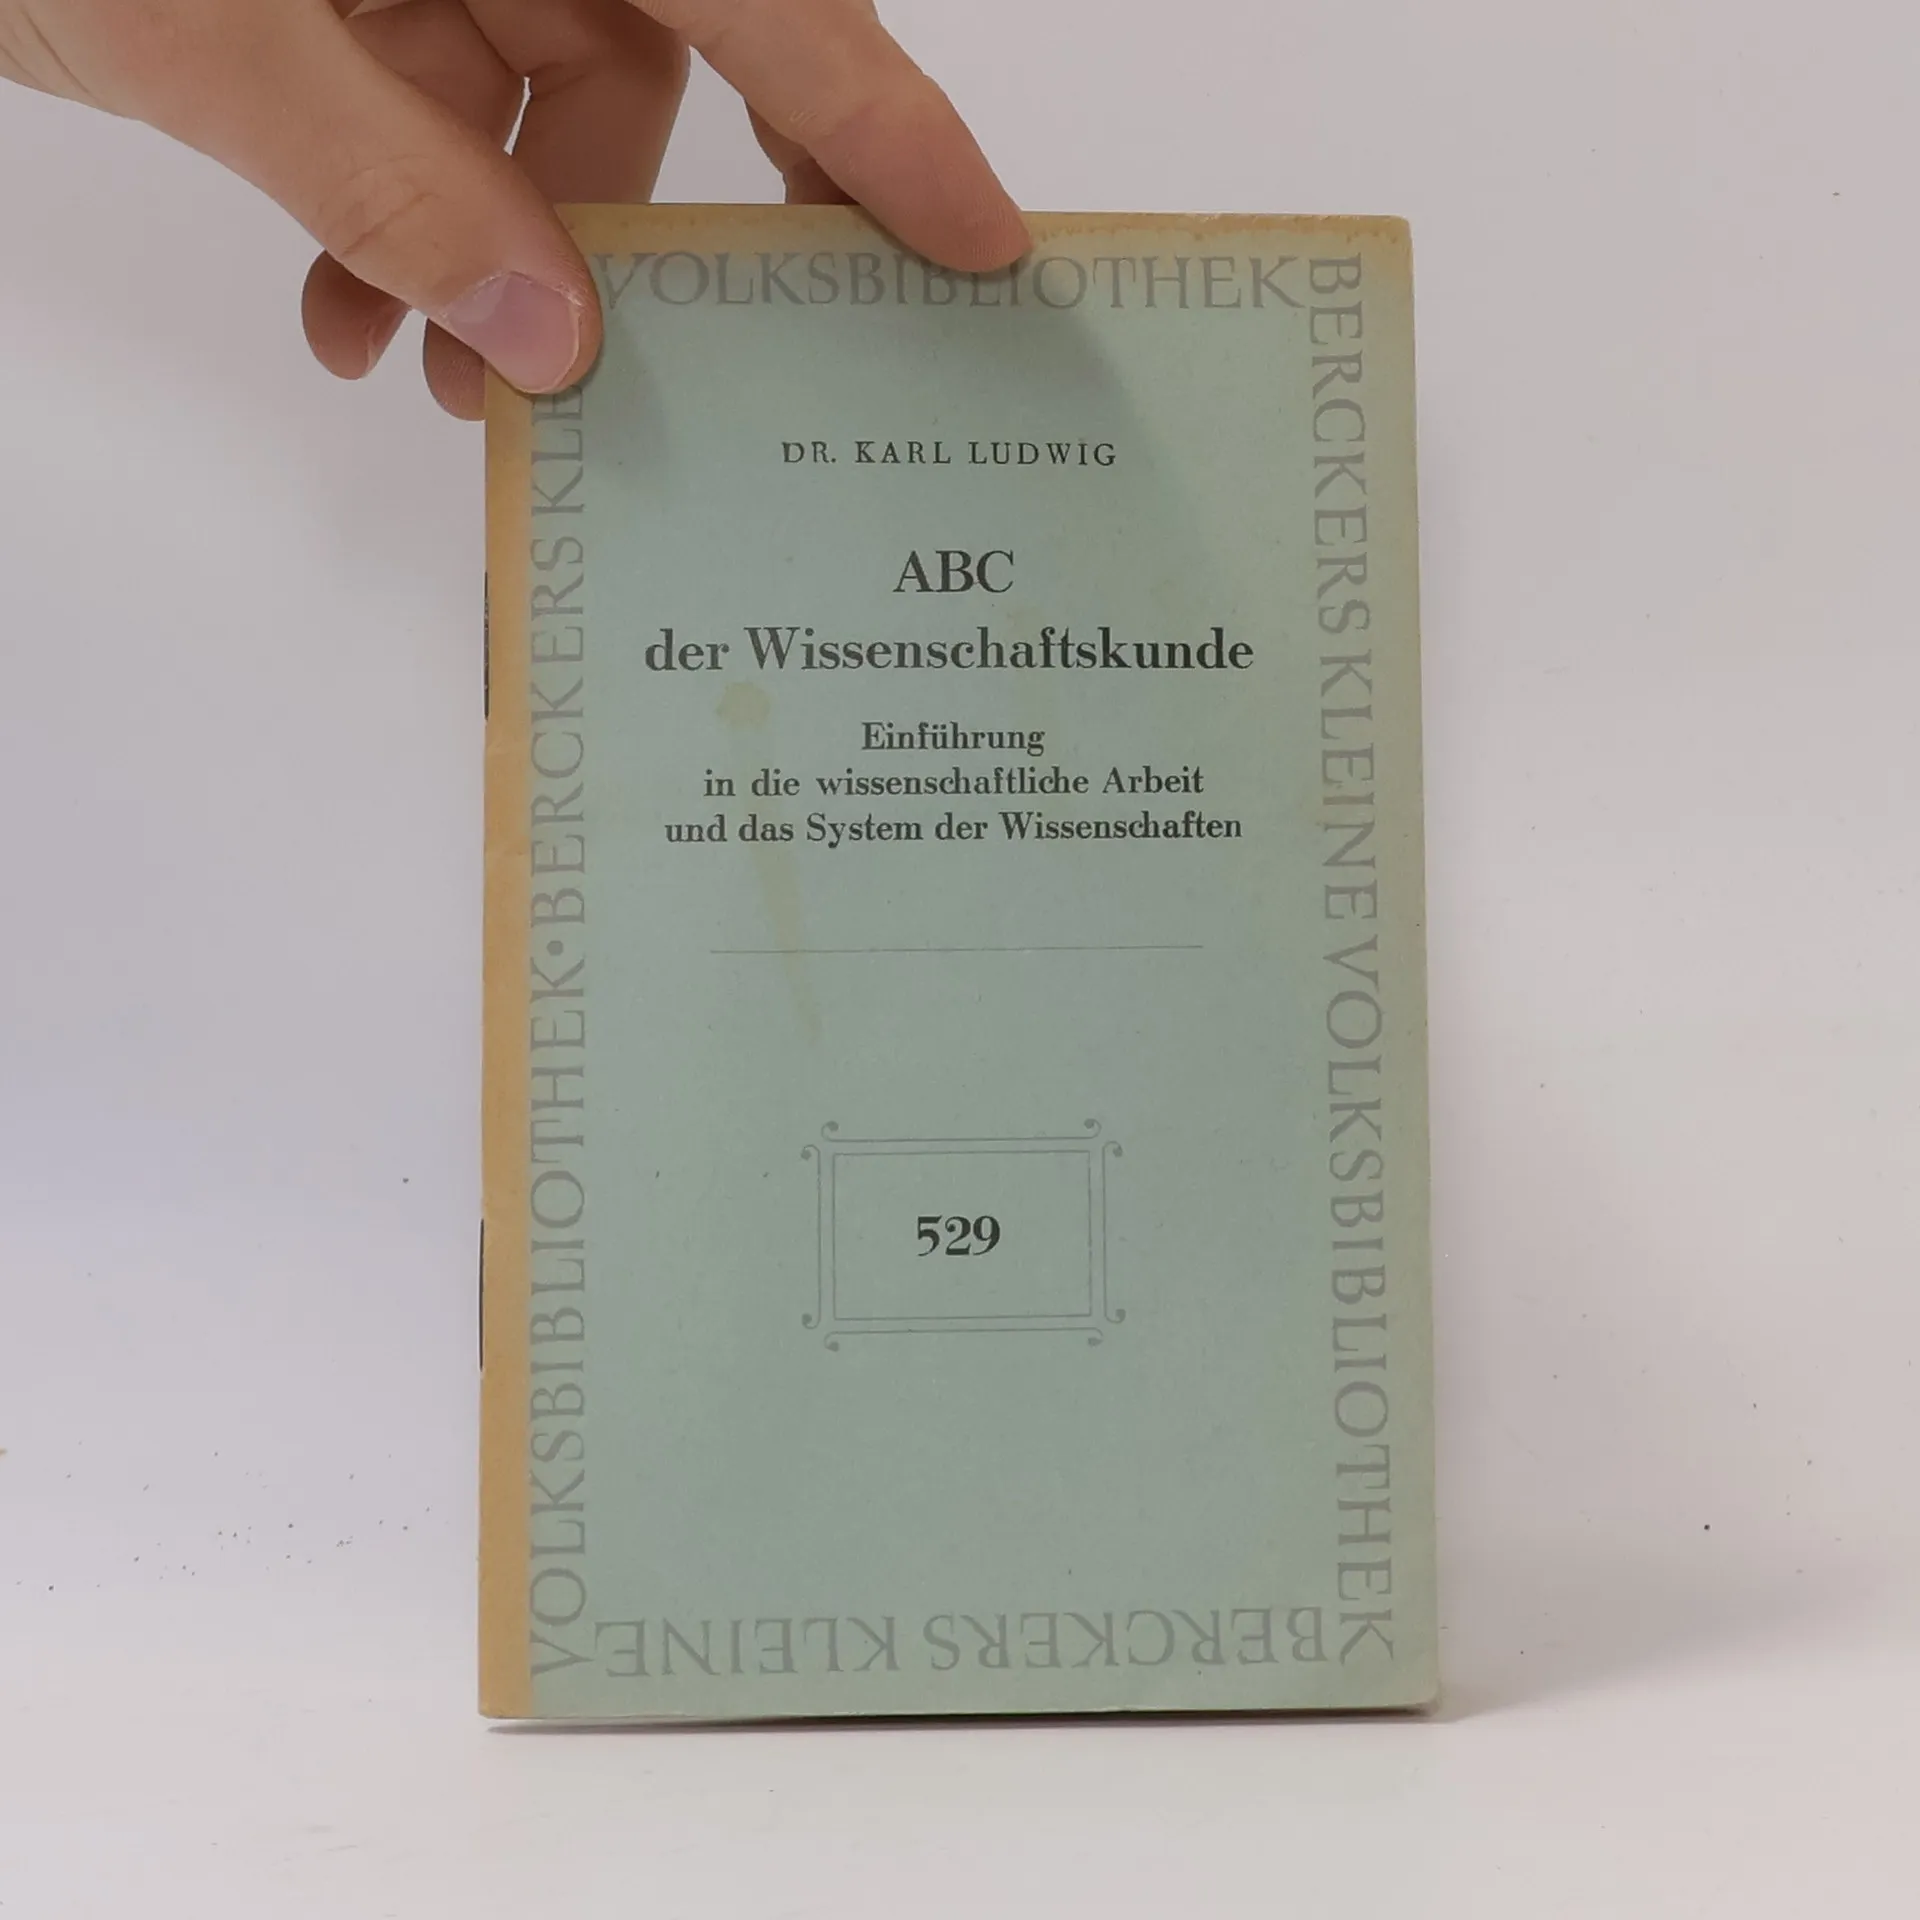 VOLKSBIBLIOTHEK
BERCKERS KLEINE VOLKSBIBLIOTHEK
BERCKERS KLEINE
VOLKSBIBLIOTHEK·BERCKERS KLE
DR. KARL LUDWIG
ABC
der Wissenschaftskunde
Einführung
in die wissenschaftliche Arbeit
und das System der Wissenschaften
529